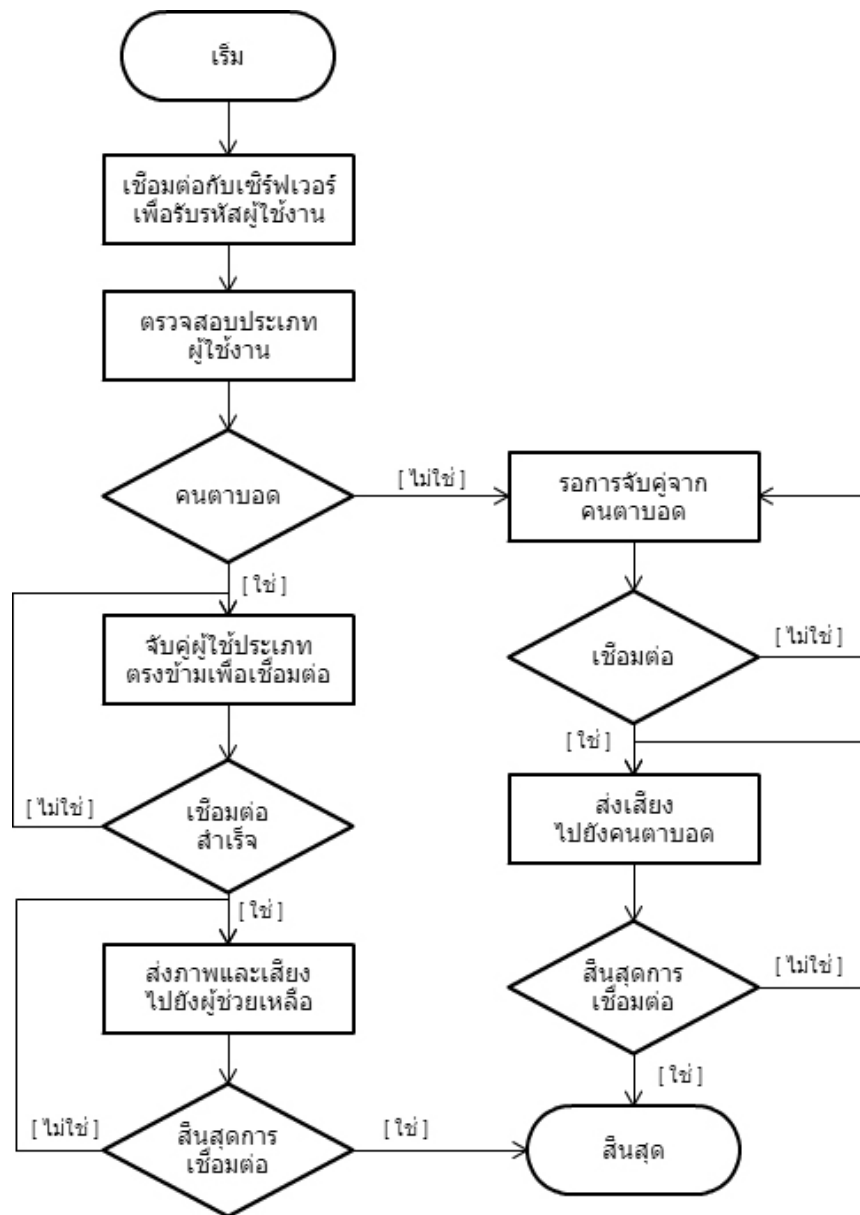 เริ่ม
เชื่อมต่อกับเซิร์ฟเวอร์
เพื่อรับรหัสผู้ใช้งาน
ตรวจสอบประเภท
ผู้ใช้งาน
คนตาบอด
[ ไม่ใช่ ]
รอการจับคู่จาก
คนตาบอด
[ ใช่ ]
จับคู่ผู้ใช้ประเภท
ตรงข้ามเพื่อเชื่อมต่อ
เชื่อมต่อ
[ ไม่ใช่ ]
[ ใช่ ]
[ ไม่ใช่ ]
เชื่อมต่อ
สำเร็จ
ส่งเสียง
ไปยังคนตาบอด
[ ใช่ ]
ส่งภาพและเสียง
ไปยังผู้ช่วยเหลือ
สิ้นสุดการ
เชื่อมต่อ
[ ไม่ใช่ ]
[ ใช่ ]
[ ไม่ใช่ ]
สิ้นสุดการ
เชื่อมต่อ
[ ใช่ ]
สิ้นสุด